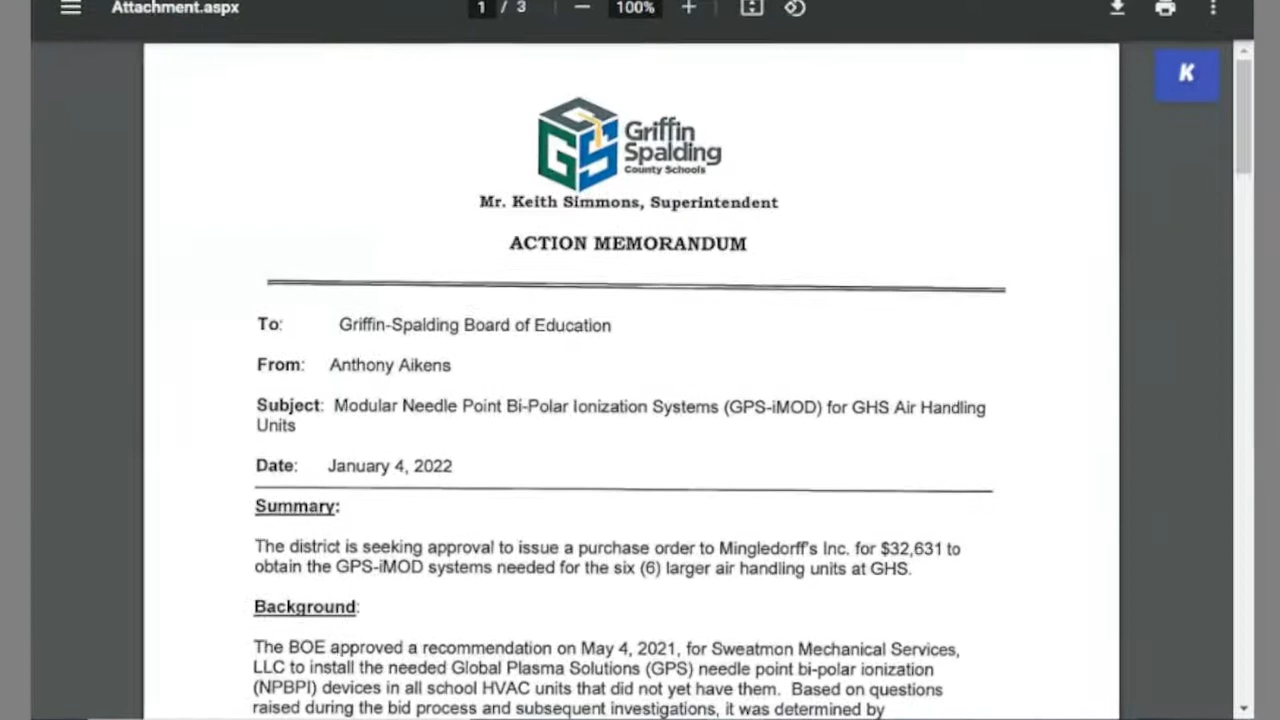 Attachment.aspx 1 / 3 — 100% +
K
GS
Griffin
Spalding
County Schools
Mr. Keith Simmons, Superintendent
ACTION MEMORANDUM
To: Griffin-Spalding Board of Education
From: Anthony Aikens
Subject: Modular Needle Point Bi-Polar Ionization Systems (GPS-iMOD) for GHS Air Handling
Units
Date: January 4, 2022
Summary:
The district is seeking approval to issue a purchase order to Mingledorff's Inc. for $32,631 to
obtain the GPS-iMOD systems needed for the six (6) larger air handling units at GHS.
Background:
The BOE approved a recommendation on May 4, 2021, for Sweatmon Mechanical Services,
LLC to install the needed Global Plasma Solutions (GPS) needle point bi-polar ionization
(NPBPI) devices in all school HVAC units that did not yet have them. Based on questions
raised during the bid process and subsequent investigations, it was determined by